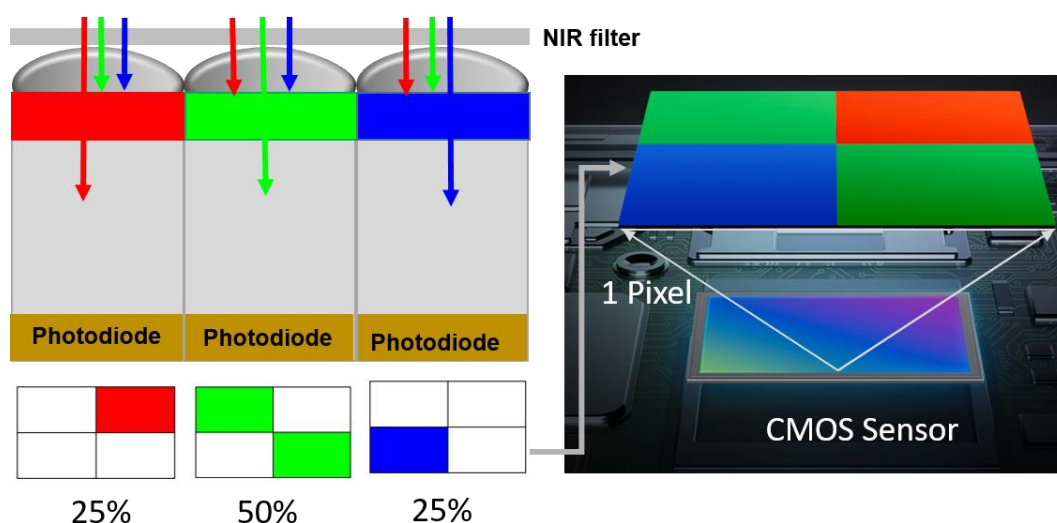 NIR filter
Photodiode
Photodiode
Photodiode
1 Pixel
CMOS Sensor
25%
50%
25%